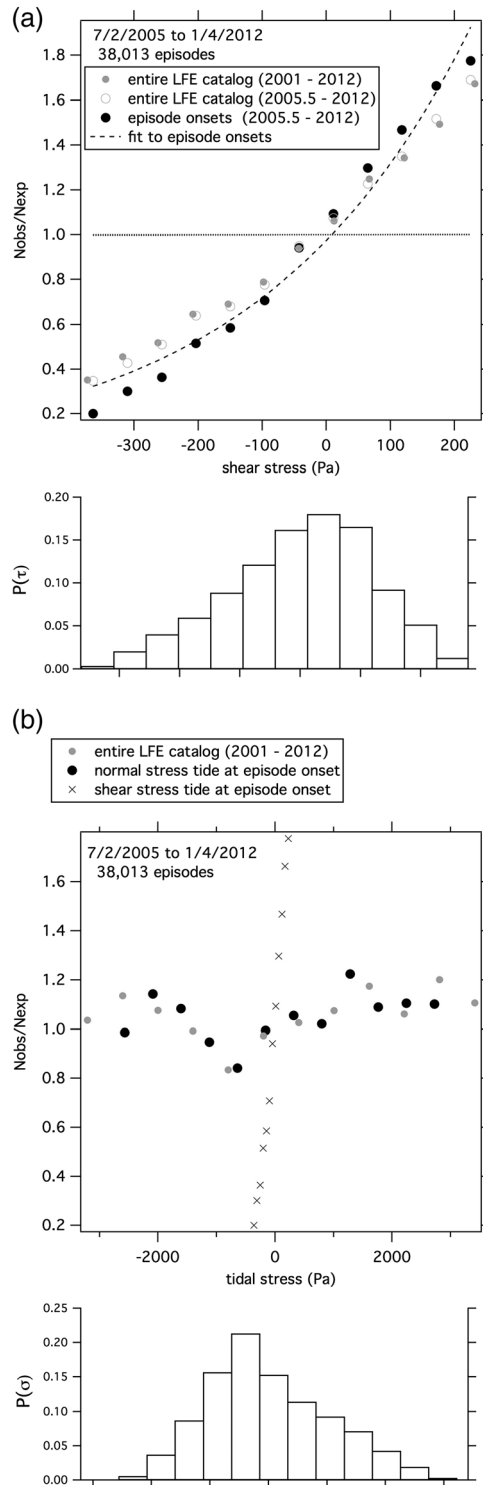 (a)
7/2/2005 to 1/4/2012
38,013 episodes
entire LFE catalog (2001 - 2012)
entire LFE catalog (2005.5 - 2012)
episode onsets (2005.5 - 2012)
fit to episode onsets
Nobs/Nexp
1.8
1.6
1.4
1.2
1.0
0.8
0.6
0.4
0.2
-300 -200 -100 0 100 200
shear stress (Pa)
P(τ)
0.20
0.15
0.10
0.05
0.00
(b)
entire LFE catalog (2001 - 2012)
normal stress tide at episode onset
shear stress tide at episode onset
7/2/2005 to 1/4/2012
38,013 episodes
Nobs/Nexp
1.6
1.4
1.2
1.0
0.8
0.6
0.4
0.2
-2000 0 2000
tidal stress (Pa)
P(σ)
0.25
0.20
0.15
0.10
0.05
0.00